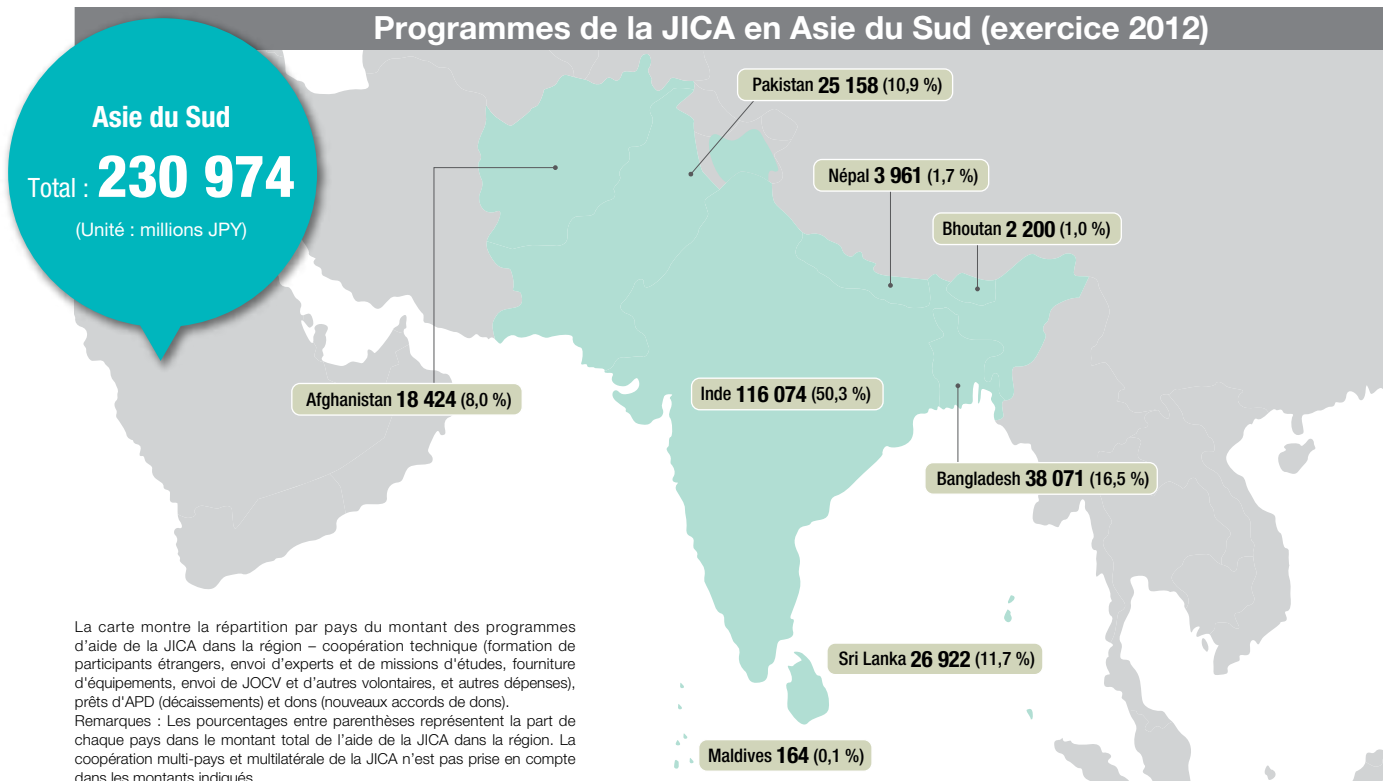 Programmes de la JICA en Asie du Sud (exercice 2012)
Asie du Sud
Total : 230 974
(Unité : millions JPY)
Pakistan 25 158 (10,9 %)
Népal 3 961 (1,7 %)
Bhoutan 2 200 (1,0 %)
Afghanistan 18 424 (8,0 %)
Inde 116 074 (50,3 %)
Bangladesh 38 071 (16,5 %)
Sri Lanka 26 922 (11,7 %)
Maldives 164 (0,1 %)
La carte montre la répartition par pays du montant des programmes
d'aide de la JICA dans la région – coopération technique (formation de
participants étrangers, envoi d'experts et de missions d'études, fourniture
d'équipements, envoi de JOCV et d'autres volontaires, et autres dépenses),
prêts d'APD (décaissements) et dons (nouveaux accords de dons).
Remarques : Les pourcentages entre parenthèses représentent la part de
chaque pays dans le montant total de l'aide de la JICA dans la région. La
coopération multi-pays et multilatérale de la JICA n'est pas prise en compte
dans les montants indiqués.